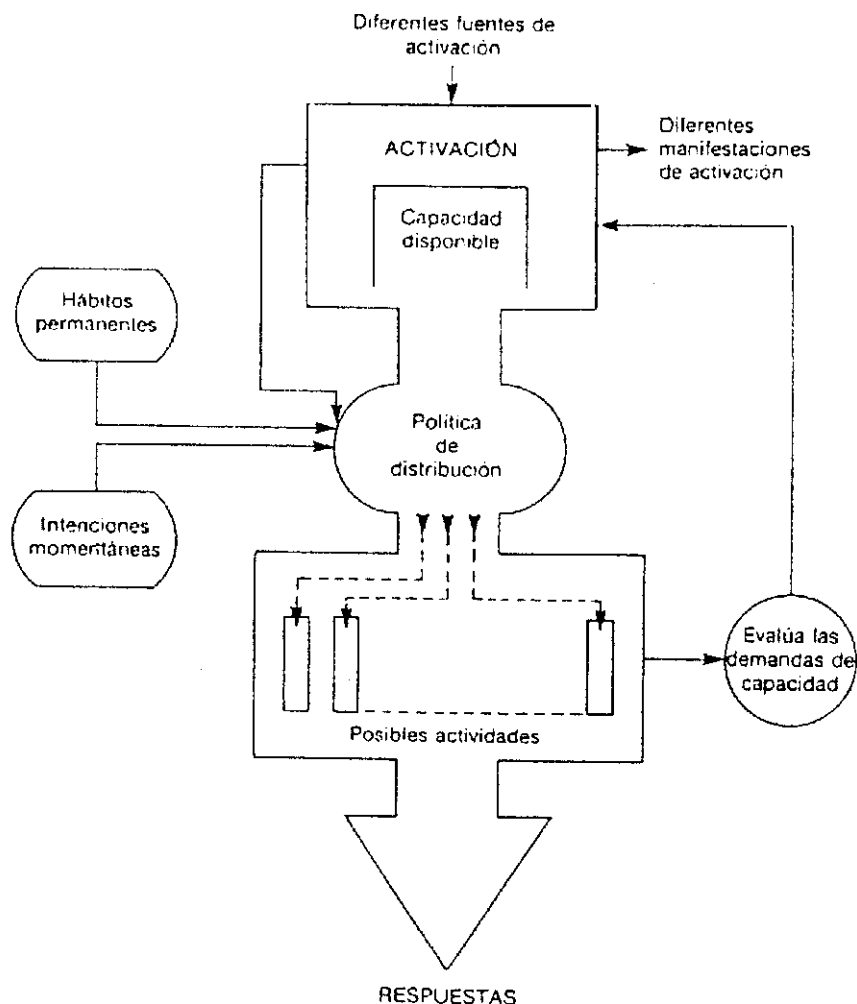 Diferentes fuentes de
activación
ACTIVACIÓN
Diferentes
manifestaciones
de activación
Capacidad
disponible
Hábitos
permanentes
Política
de
distribución
Intenciones
momentáneas
Evalúa las
demandas de
capacidad
Posibles actividades
RESPUESTAS